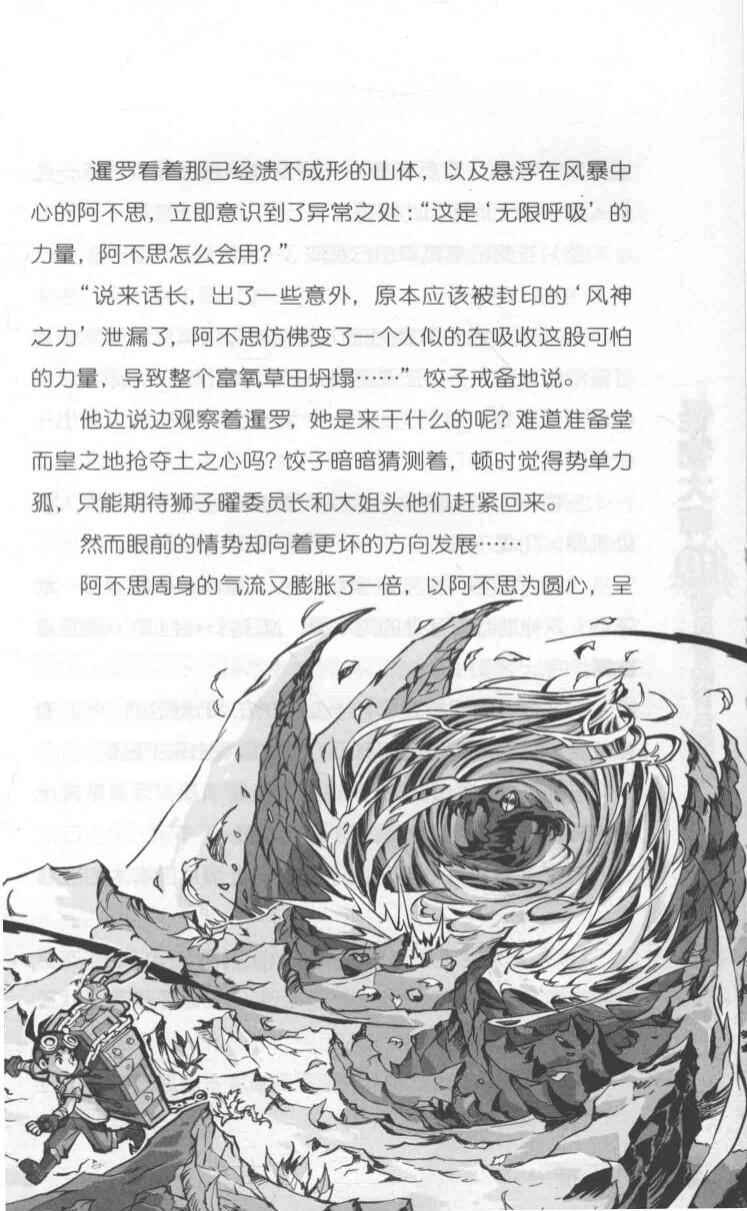 暹罗看着那已经溃不成形的山体，以及悬浮在风暴中
心的阿不思，立即意识到了异常之处：“这是‘无限呼吸’的
力量，阿不思怎么会用？”
“说来话长，出了一些意外，原本应该被封印的‘风神
之力’泄漏了，阿不思仿佛变了一个人似的在吸收这股可怕
的力量，导致整个富氧草田坍塌……”饺子戒备地说。
他边说边观察着暹罗，她是来干什么的呢？难道准备堂
而皇之地抢夺土之心吗？饺子暗暗猜测着，顿时觉得势单力
孤，只能期待狮子曜委员长和大姐头他们赶紧回来。
然而眼前的情势却向着更坏的方向发展……
阿不思周身的气流又膨胀了一倍，以阿不思为圆心，呈